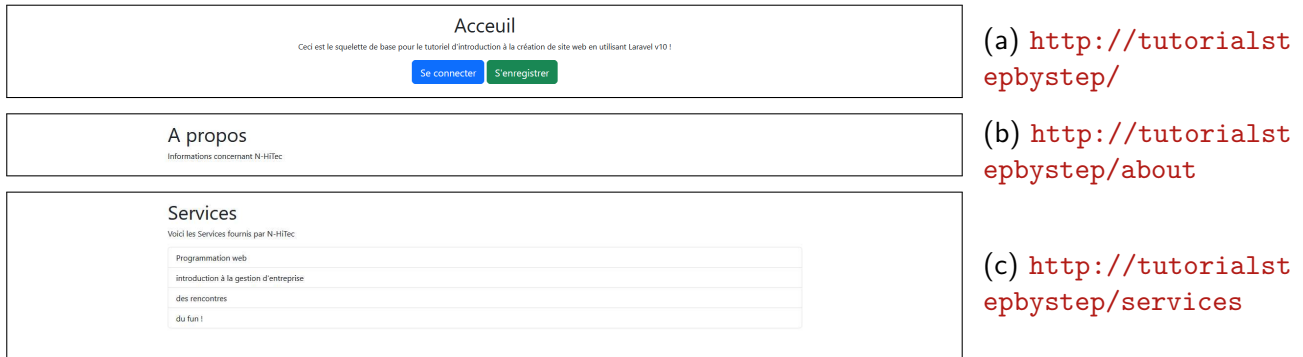 Acceuil
Ceci est le squelette de base pour le tutoriel d'introduction à la création de site web en utilisant Laravel v10 !
Se connecter S'enregistrer
(a) http://tutorialst
epbystep/
A propos
Informations concernant N-HiTec
(b) http://tutorialst
epbystep/about
Services
Voici les Services fournis par N-HiTec
Programmation web
introduction à la gestion d'entreprise
des rencontres
du fun !
(c) http://tutorialst
epbystep/services